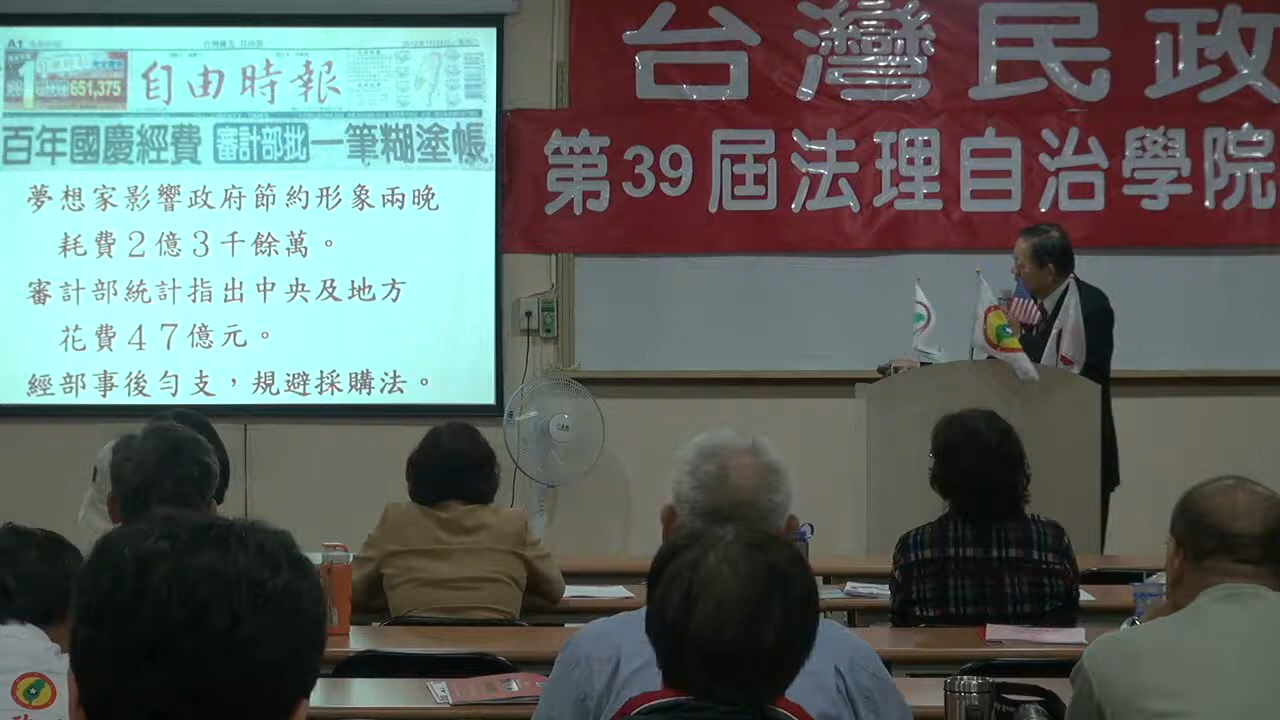 A1
651,375
自由時報
百年國慶經費 審計部批 一筆糊塗帳
夢想家影響政府節約形象兩晚
耗費2億3千餘萬。
審計部統計指出中央及地方
花費47億元。
經部事後勻支，規避採購法。
台灣民政
第39屆法理自治學院